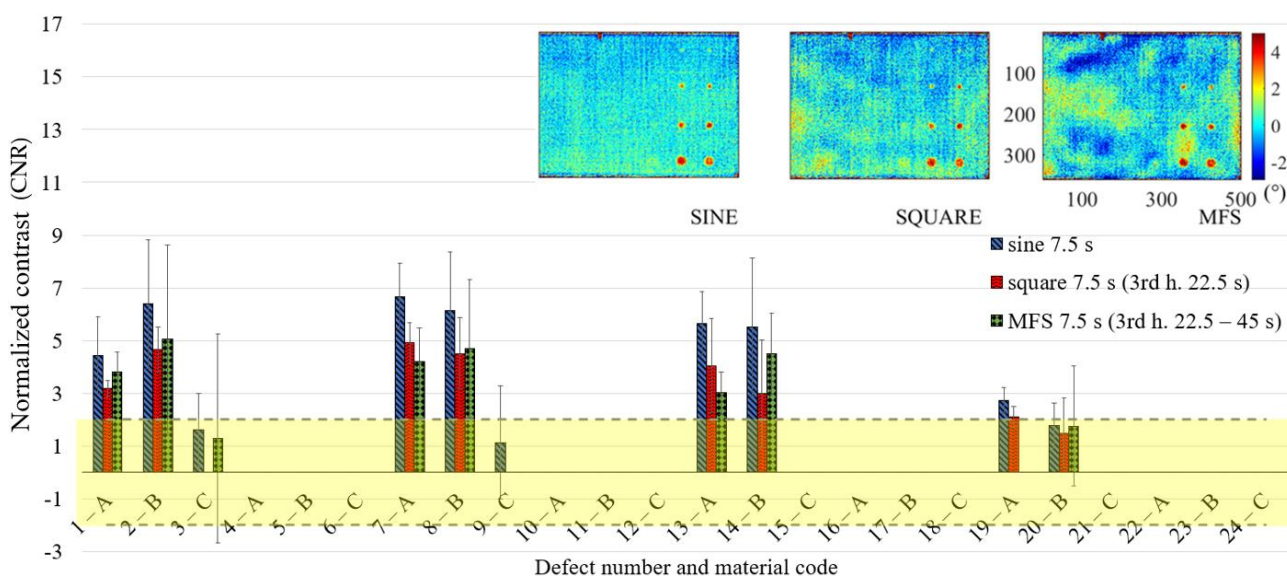 17
15
13
11
9
7
5
3
1
-1
-3
Normalized contrast (CNR)
SINE
SQUARE
MFS
100
200
300
100 300 500
4
2
0
-2
(°)
sine 7.5 s
square 7.5 s (3rd h. 22.5 s)
MFS 7.5 s (3rd h. 22.5 – 45 s)
1 – A
2 – B
3 – C
4 – A
5 – B
6 – C
7 – A
8 – B
9 – C
10 – A
11 – B
12 – C
13 – A
14 – B
15 – C
16 – A
17 – B
18 – C
19 – A
20 – B
21 – C
22 – A
23 – B
24 – C
Defect number and material code